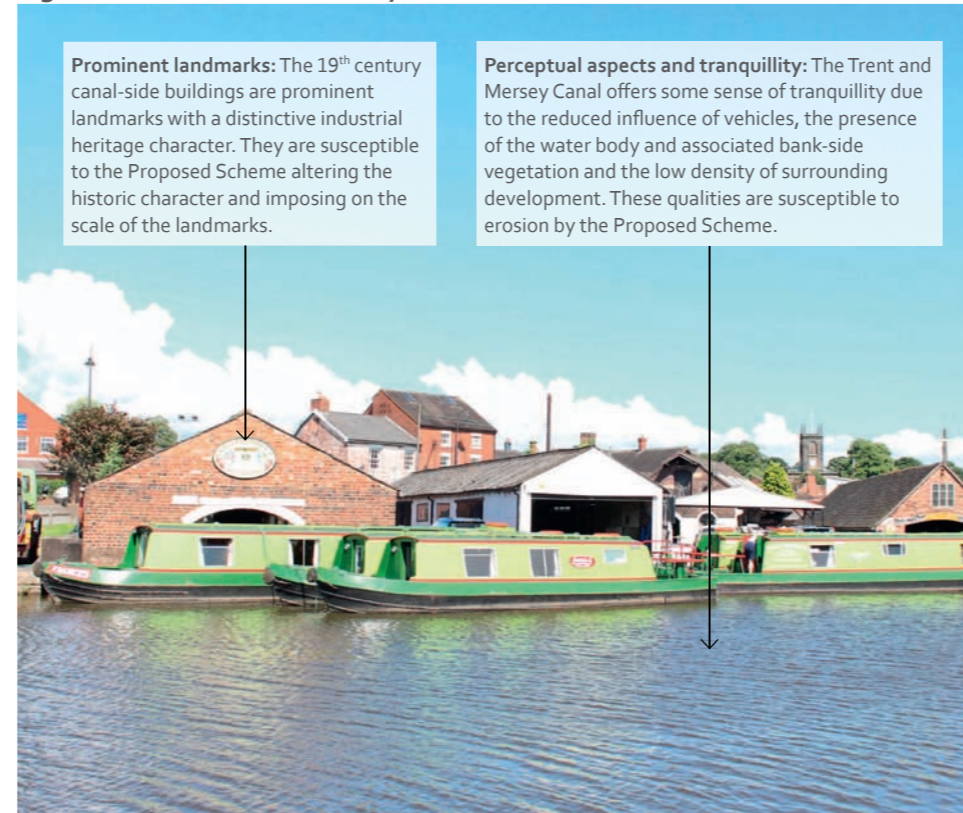 Prominent landmarks: The 19th century
canal-side buildings are prominent
landmarks with a distinctive industrial
heritage character. They are susceptible
to the Proposed Scheme altering the
historic character and imposing on the
scale of the landmarks.
Perceptual aspects and tranquillity: The Trent and
Mersey Canal offers some sense of tranquillity due
to the reduced influence of vehicles, the presence
of the water body and associated bank-side
vegetation and the low density of surrounding
development. These qualities are susceptible to
erosion by the Proposed Scheme.